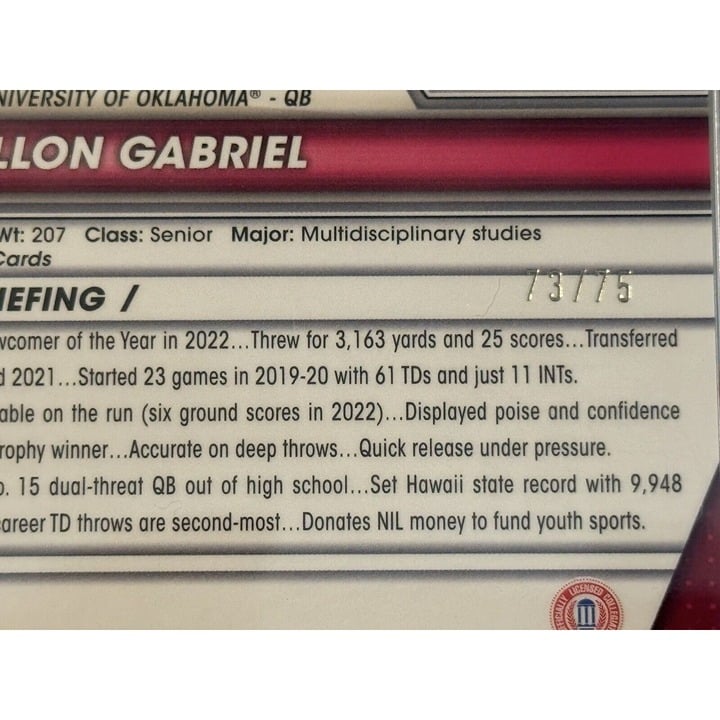 NIVERSITY OF OKLAHOMA® - QB
LLON GABRIEL
Wt: 207 Class: Senior Major: Multidisciplinary studies
Cards
IEFING /
73/75
wcomer of the Year in 2022...Threw for 3,163 yards and 25 scores...Transferred
d 2021...Started 23 games in 2019-20 with 61 TDs and just 11 INTs.
able on the run (six ground scores in 2022)...Displayed poise and confidence
rophy winner...Accurate on deep throws...Quick release under pressure.
o. 15 dual-threat QB out of high school...Set Hawaii state record with 9,948
areer TD throws are second-most...Donates NIL money to fund youth sports.
OFFICIALLY LICENSED COLLEGIATE